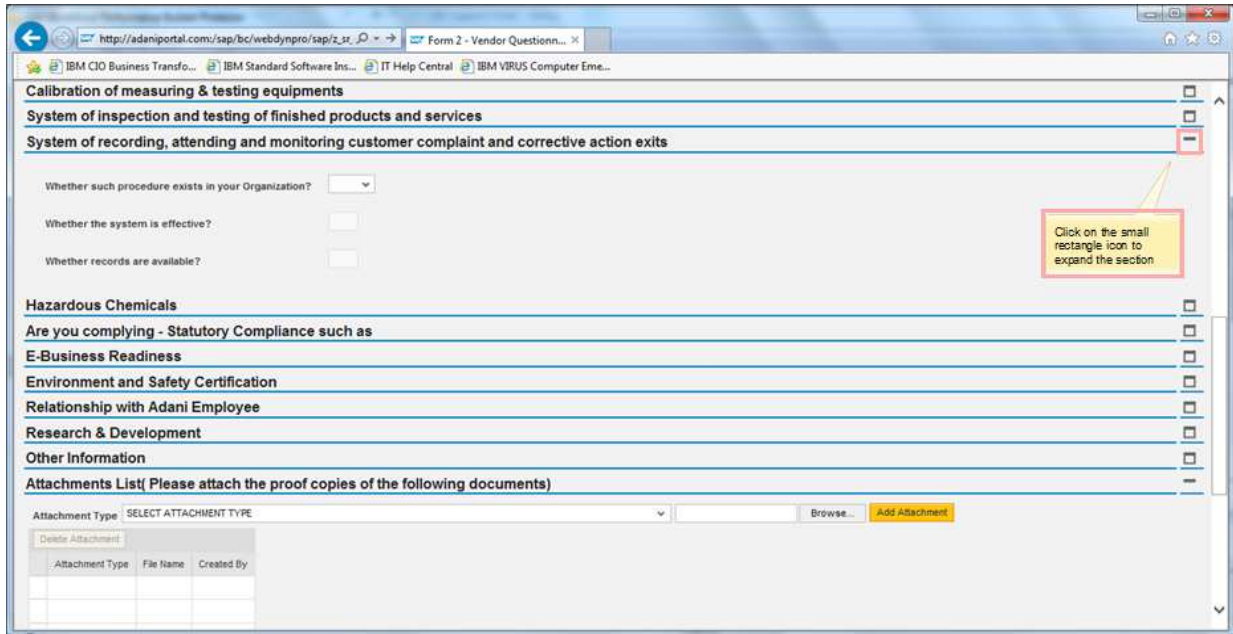 http://adaniportal.com:/sap/bc/webdynpro/sap/z_sr_
Form 2 - Vendor Questionn...
IBM CIO Business Transfo...
IBM Standard Software Ins...
IT Help Central
IBM VIRUS Computer Eme...
Calibration of measuring & testing equipments
System of inspection and testing of finished products and services
System of recording, attending and monitoring customer complaint and corrective action exits
Whether such procedure exists in your Organization?
Whether the system is effective?
Whether records are available?
Click on the small
rectangle icon to
expand the section
Hazardous Chemicals
Are you complying - Statutory Compliance such as
E-Business Readiness
Environment and Safety Certification
Relationship with Adani Employee
Research & Development
Other Information
Attachments List( Please attach the proof copies of the following documents)
Attachment Type SELECT ATTACHMENT TYPE Browse... Add Attachment
Delete Attachment
Attachment Type File Name Created By